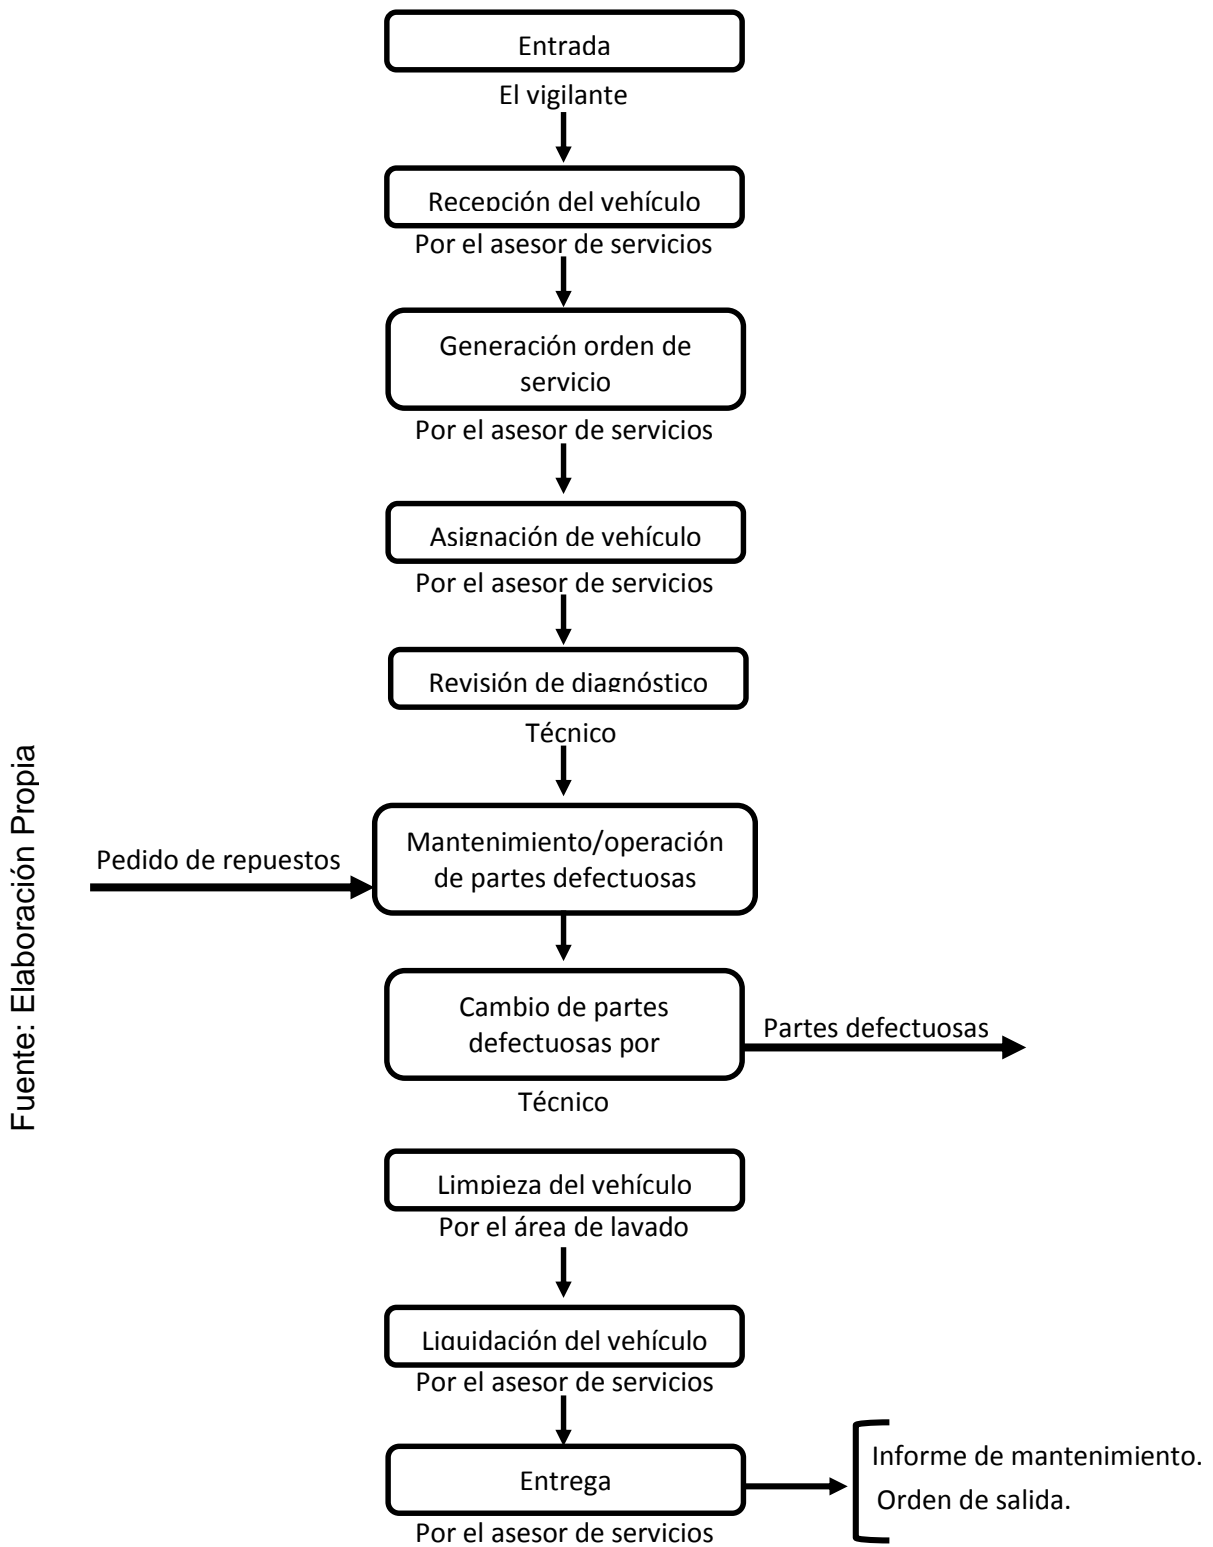 Entrada
El vigilante
Recepción del vehículo
Por el asesor de servicios
Generación orden de
servicio
Por el asesor de servicios
Asignación de vehículo
Por el asesor de servicios
Revisión de diagnóstico
Técnico
Pedido de repuestos
Mantenimiento/operación
de partes defectuosas
Cambio de partes
defectuosas por
Partes defectuosas
Técnico
Limpieza del vehículo
Por el área de lavado
Liquidación del vehículo
Por el asesor de servicios
Entrega
Informe de mantenimiento.
Orden de salida.
Por el asesor de servicios
Fuente: Elaboración Propia